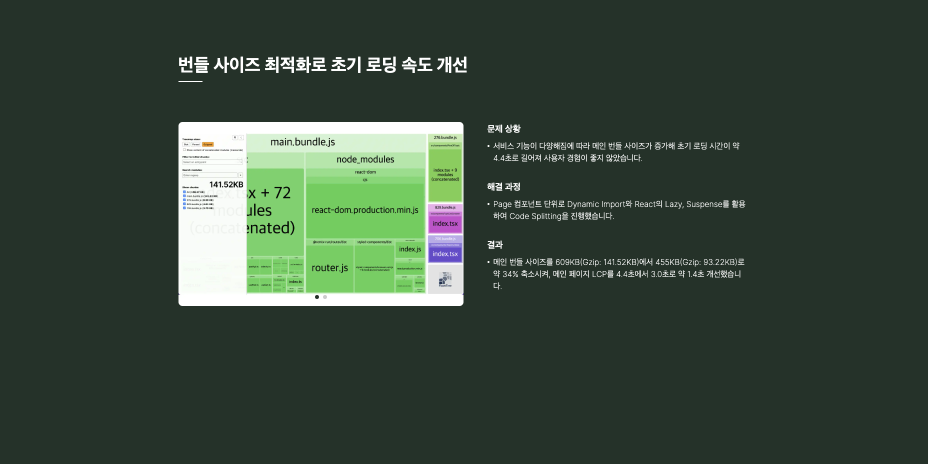 번들 사이즈 최적화로 초기 로딩 속도 개선
main.bundle.js
node_modules
react-dom
cjs
react-dom.production.min.js
141.52KB
.tsx + 72
modules
(concatenated)
router.js
index.js
index.js
279.bundle.js
index.tsx + 9
modules
(concatenated)
829.bundle.js
index.tsx
index.tsx
문제 상황
• 서비스 기능이 다양해짐에 따라 메인 번들 사이즈가 증가해 초기 로딩 시간이 약
4.4초로 길어져 사용자 경험이 좋지 않았습니다.
해결 과정
• Page 컴포넌트 단위로 Dynamic Import와 React의 Lazy, Suspense를 활용
하여 Code Splitting을 진행했습니다.
결과
• 메인 번들 사이즈를 609KB(Gzip: 141.52KB)에서 455KB(Gzip: 93.22KB)로
약 34% 축소시켜, 메인 페이지 LCP를 4.4초에서 3.0초로 약 1.4초 개선했습니
다.